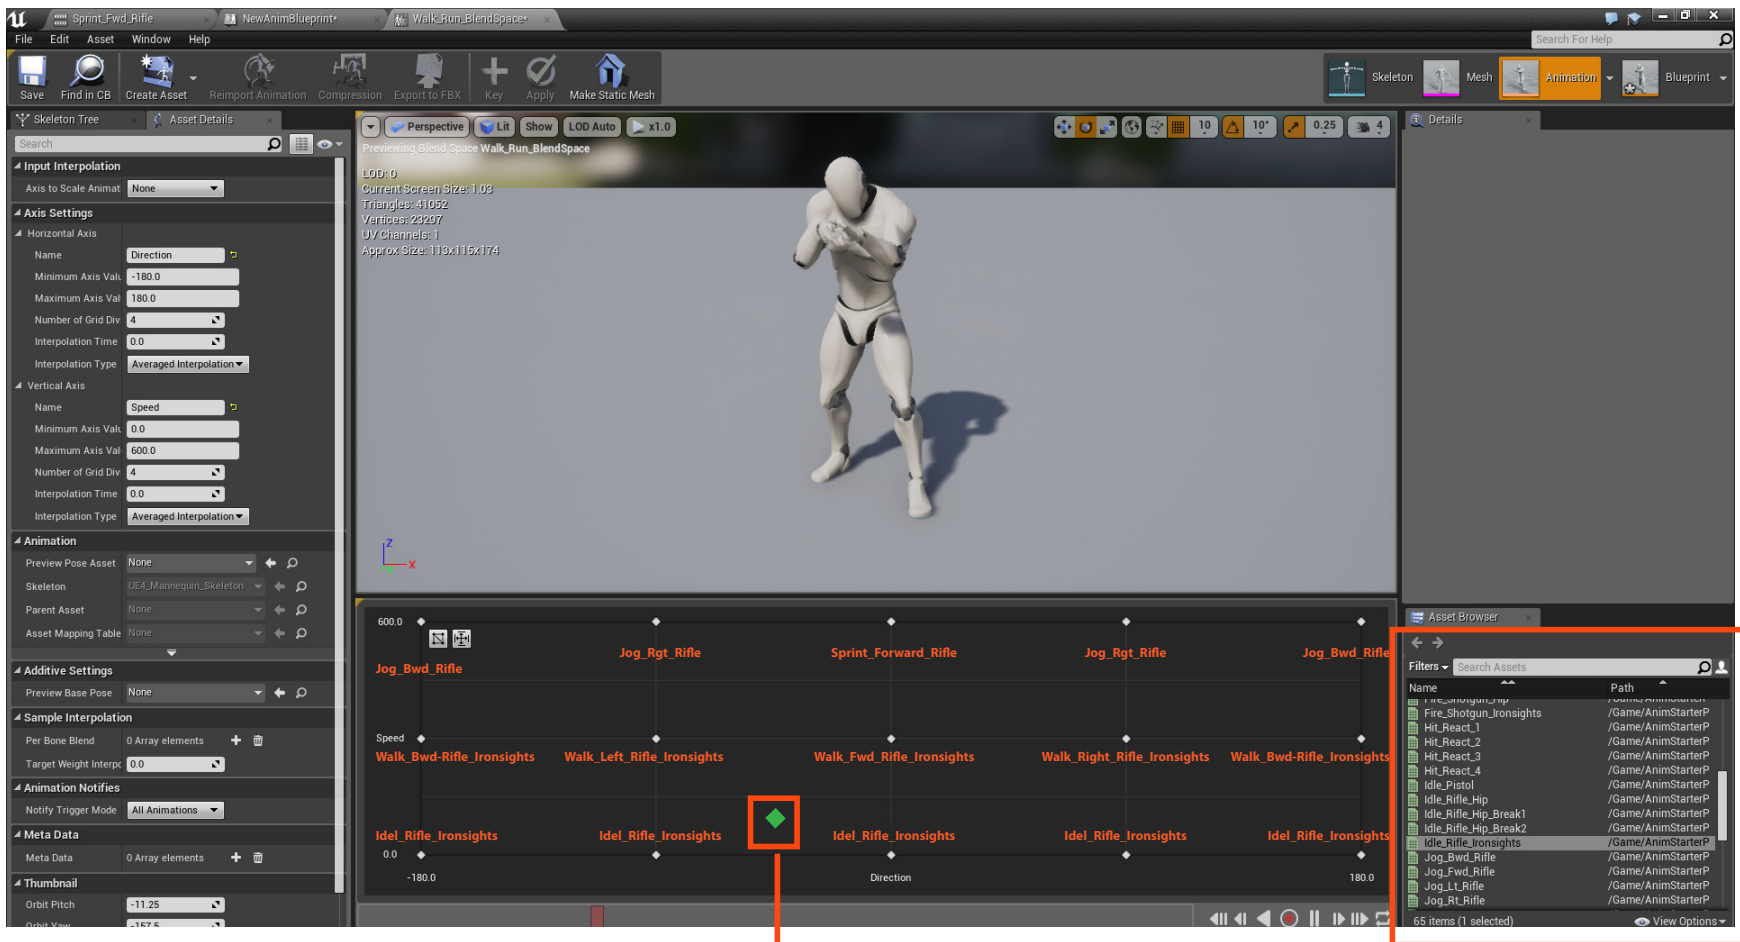 Sprint_Fwd_Rifle
NewAnimBlueprint*
Walk_Run_BlendSpace*
File Edit Asset Window Help
Search For Help
Save Find in CB Create Asset Reimport Animation Compression Export to FBX Key Apply Make Static Mesh
Skeleton Mesh Animation Blueprint
Skeleton Tree Asset Details
Search
Input Interpolation
Axis to Scale Animat None
Axis Settings
Horizontal Axis
Name Direction
Minimum Axis Valu -180.0
Maximum Axis Val 180.0
Number of Grid Div 4
Interpolation Time 0.0
Interpolation Type Averaged Interpolation
Vertical Axis
Name Speed
Minimum Axis Valu 0.0
Maximum Axis Val 600.0
Number of Grid Div 4
Interpolation Time 0.0
Interpolation Type Averaged Interpolation
Animation
Preview Pose Asset None
Skeleton UE4_Mannequin_Skeleton
Parent Asset None
Asset Mapping Table None
Additive Settings
Preview Base Pose None
Sample Interpolation
Per Bone Blend 0 Array elements
Target Weight Interpo 0.0
Animation Notifies
Notify Trigger Mode All Animations
Meta Data
Meta Data 0 Array elements
Thumbnail
Orbit Pitch -11.25
Orbit Yaw -157.5
Perspective Lit Show LOD Auto x1.0
10 10° 0.25 4
Previewing Blend Space Walk_Run_BlendSpace
LOD: 0
Current Screen Size: 1.03
Triangles: 41052
Vertices: 23297
UV Channels: 1
Approx Size: 113x115x174
Z
X
600.0
Jog_Bwd_Rifle Jog_Rgt_Rifle Sprint_Forward_Rifle Jog_Rgt_Rifle Jog_Bwd_Rifle
Speed
Walk_Bwd-Rifle_Ironsights Walk_Left_Rifle_Ironsights Walk_Fwd_Rifle_Ironsights Walk_Right_Rifle_Ironsights Walk_Bwd-Rifle_Ironsights
Idel_Rifle_Ironsights Idel_Rifle_Ironsights Idel_Rifle_Ironsights Idel_Rifle_Ironsights Idel_Rifle_Ironsights
0.0
-180.0 Direction 180.0
Details
Asset Browser
Filters Search Assets
Name Path
Fire_Shotgun_Hip /Game/AnimStarterP
Fire_Shotgun_Ironsights /Game/AnimStarterP
Hit_React_1 /Game/AnimStarterP
Hit_React_2 /Game/AnimStarterP
Hit_React_3 /Game/AnimStarterP
Hit_React_4 /Game/AnimStarterP
Idle_Pistol /Game/AnimStarterP
Idle_Rifle_Hip /Game/AnimStarterP
Idle_Rifle_Hip_Break1 /Game/AnimStarterP
Idle_Rifle_Hip_Break2 /Game/AnimStarterP
Idle_Rifle_Ironsights /Game/AnimStarterP
Jog_Bwd_Rifle /Game/AnimStarterP
Jog_Fwd_Rifle /Game/AnimStarterP
Jog_Lt_Rifle /Game/AnimStarterP
Jog_Rt_Rifle /Game/AnimStarterP
65 items (1 selected) View Options